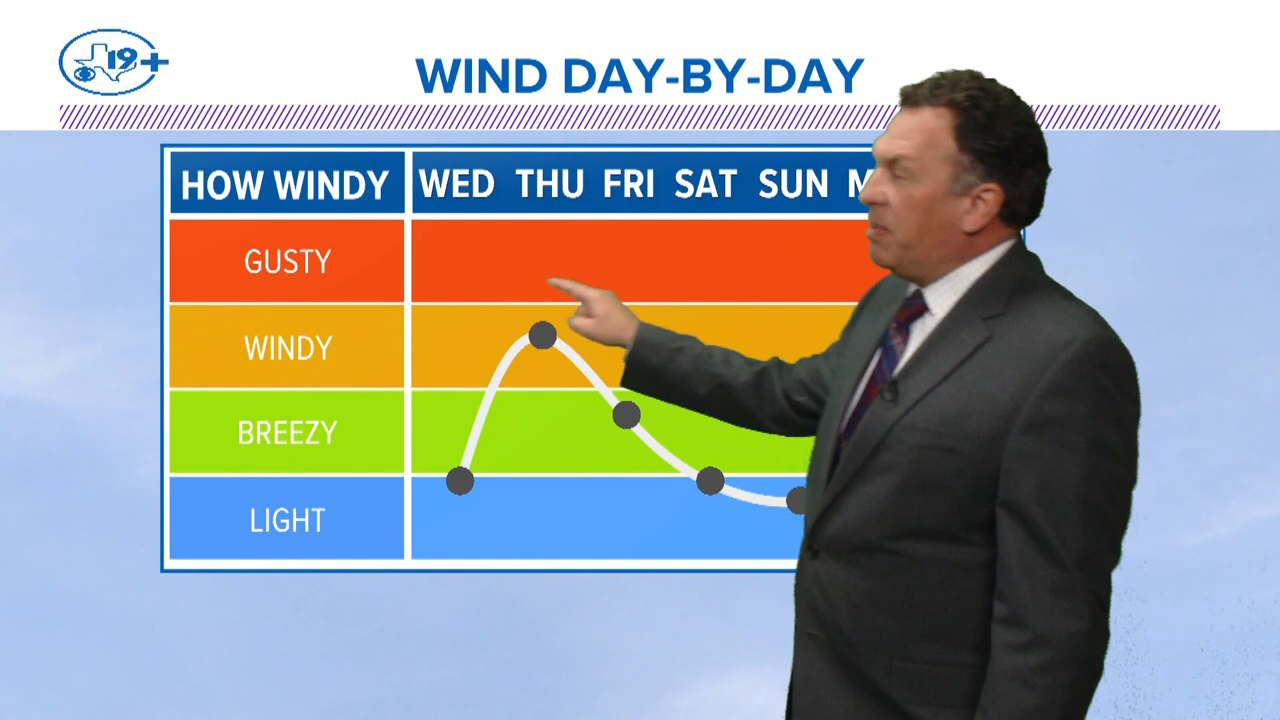 19+
WIND DAY-BY-DAY
HOW WINDY WED THU FRI SAT SUN M
GUSTY
WINDY
BREEZY
LIGHT